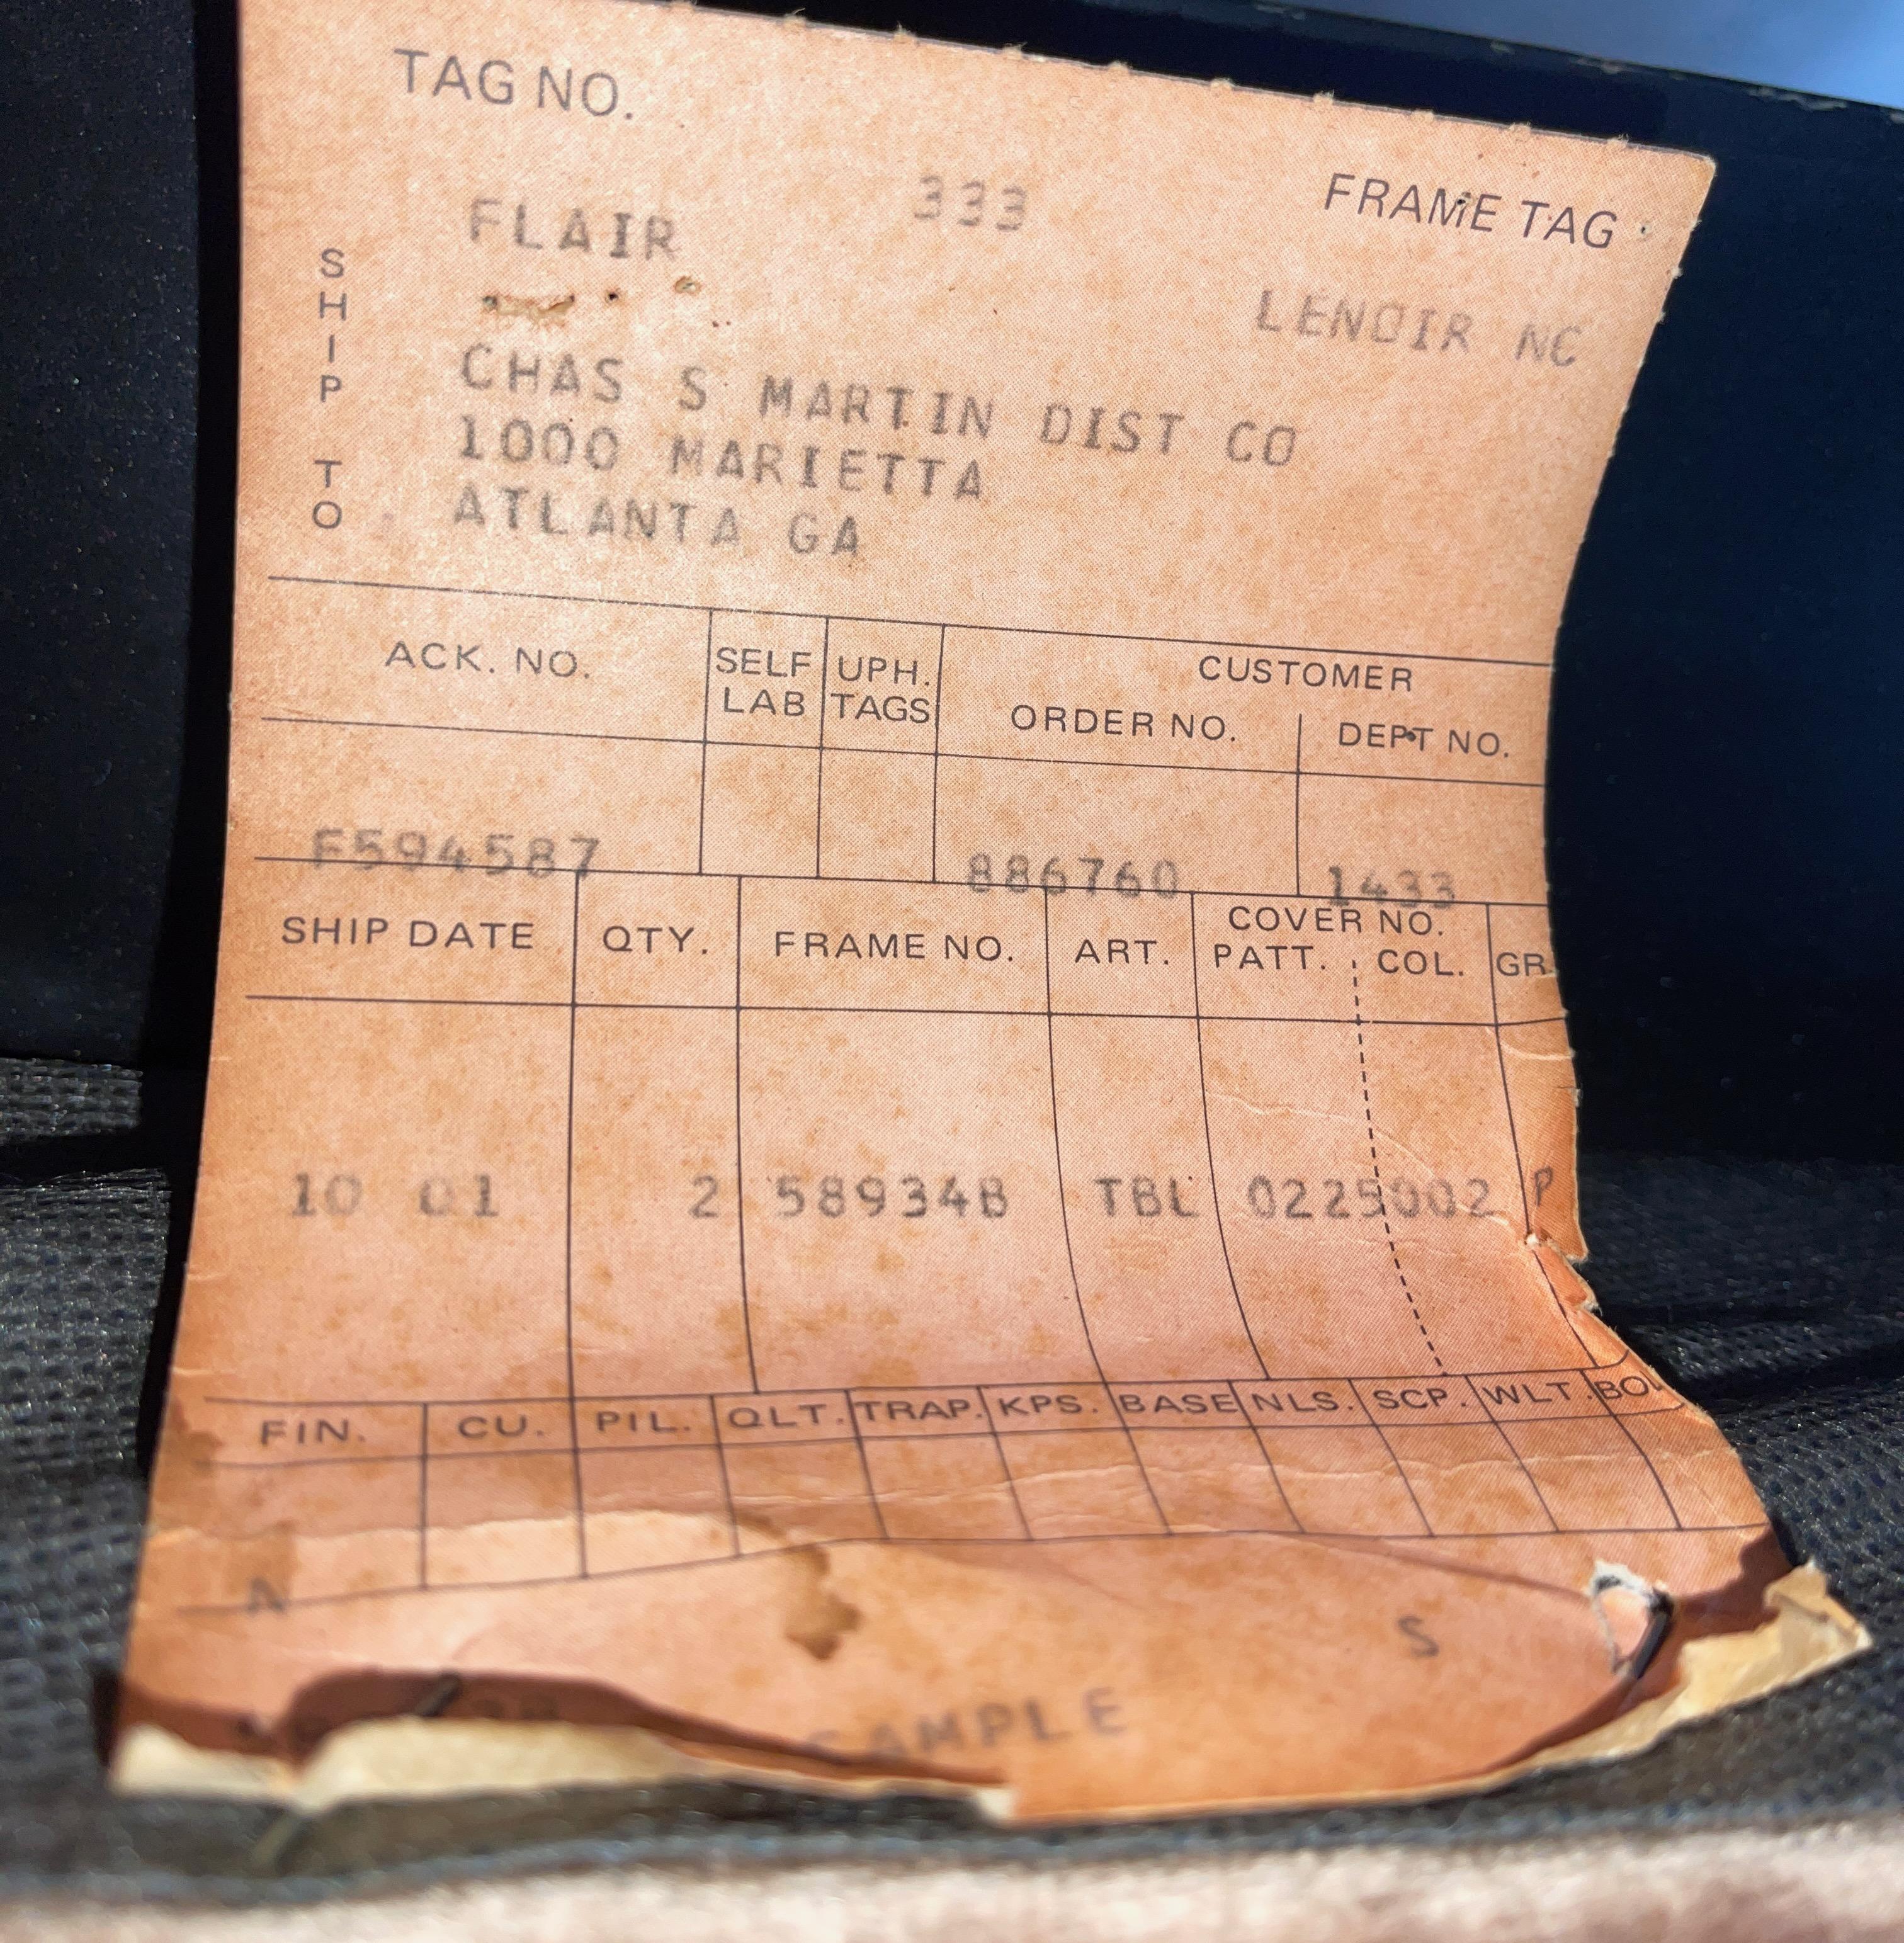 TAG NO.
333
FRAME TAG
FLAIR
LENOIR NC
SHIP TO
CHAS S MARTIN DIST CO
1000 MARIETTA
ATLANTA GA
ACK. NO. SELF LAB UPH. TAGS CUSTOMER
ORDER NO. DEPT NO.
F594587 886760 1433
SHIP DATE QTY. FRAME NO. ART. COVER NO. GR.
PATT. COL.
10 01 2 589348 TBL 0225002 P
FIN. CU. PIL. QLT. TRAP. KPS. BASE NLS. SCP. WLT. BO
N
S
SAMPLE